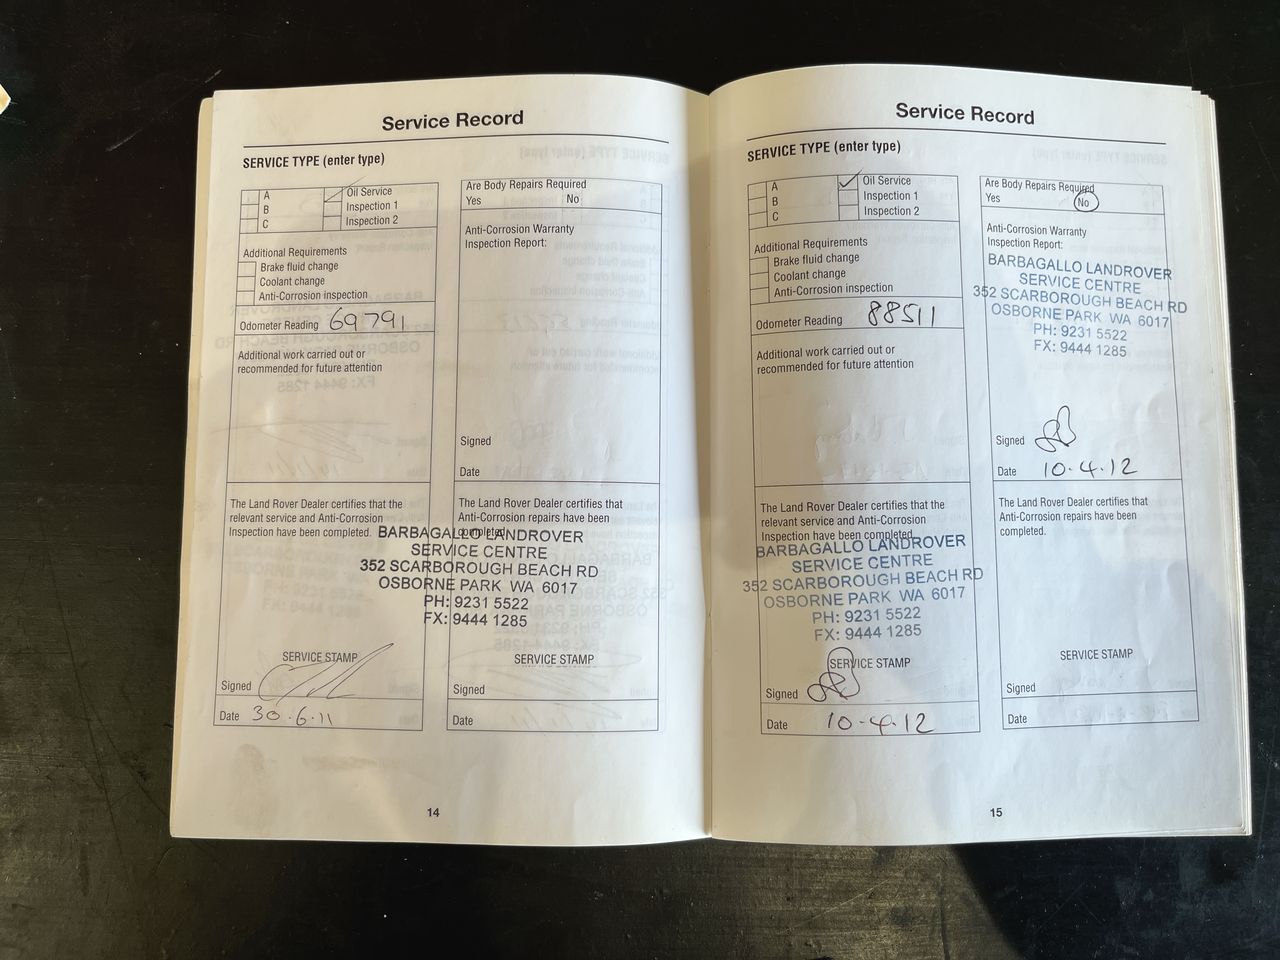 Service Record
SERVICE TYPE (enter type)
A
B
C
Oil Service
Inspection 1
Inspection 2
Additional Requirements
Brake fluid change
Coolant change
Anti-Corrosion inspection
Odometer Reading 69791
Additional work carried out or
recommended for future attention
Are Body Repairs Required
Yes No
Anti-Corrosion Warranty
Inspection Report:
Signed
Date
The Land Rover Dealer certifies that the
relevant service and Anti-Corrosion
Inspection have been completed.
The Land Rover Dealer certifies that
Anti-Corrosion repairs have been
completed.
BARBAGALLO LANDROVER
SERVICE CENTRE
352 SCARBOROUGH BEACH RD
OSBORNE PARK WA 6017
PH: 9231 5522
FX: 9444 1285
SERVICE STAMP
Signed
Date 30.6.11
SERVICE STAMP
Signed
Date
14
Service Record
SERVICE TYPE (enter type)
A
B
C
Oil Service
Inspection 1
Inspection 2
Additional Requirements
Brake fluid change
Coolant change
Anti-Corrosion inspection
Odometer Reading 88511
Additional work carried out or
recommended for future attention
Are Body Repairs Required
Yes No
Anti-Corrosion Warranty
Inspection Report:
BARBAGALLO LANDROVER
SERVICE CENTRE
352 SCARBOROUGH BEACH RD
OSBORNE PARK WA 6017
PH: 9231 5522
FX: 9444 1285
Signed
Date 10.4.12
The Land Rover Dealer certifies that the
relevant service and Anti-Corrosion
Inspection have been completed.
BARBAGALLO LANDROVER
SERVICE CENTRE
352 SCARBOROUGH BEACH RD
OSBORNE PARK WA 6017
PH: 9231 5522
FX: 9444 1285
SERVICE STAMP
Signed
Date 10.4.12
The Land Rover Dealer certifies that
Anti-Corrosion repairs have been
completed.
SERVICE STAMP
Signed
Date
15